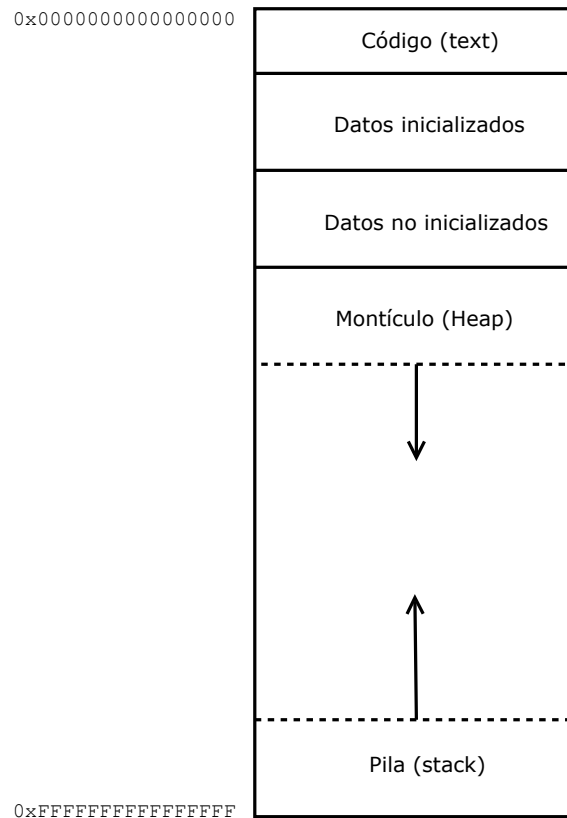 0x0000000000000000
Código (text)
Datos inicializados
Datos no inicializados
Montículo (Heap)
Pila (stack)
0xFFFFFFFFFFFFFFFF